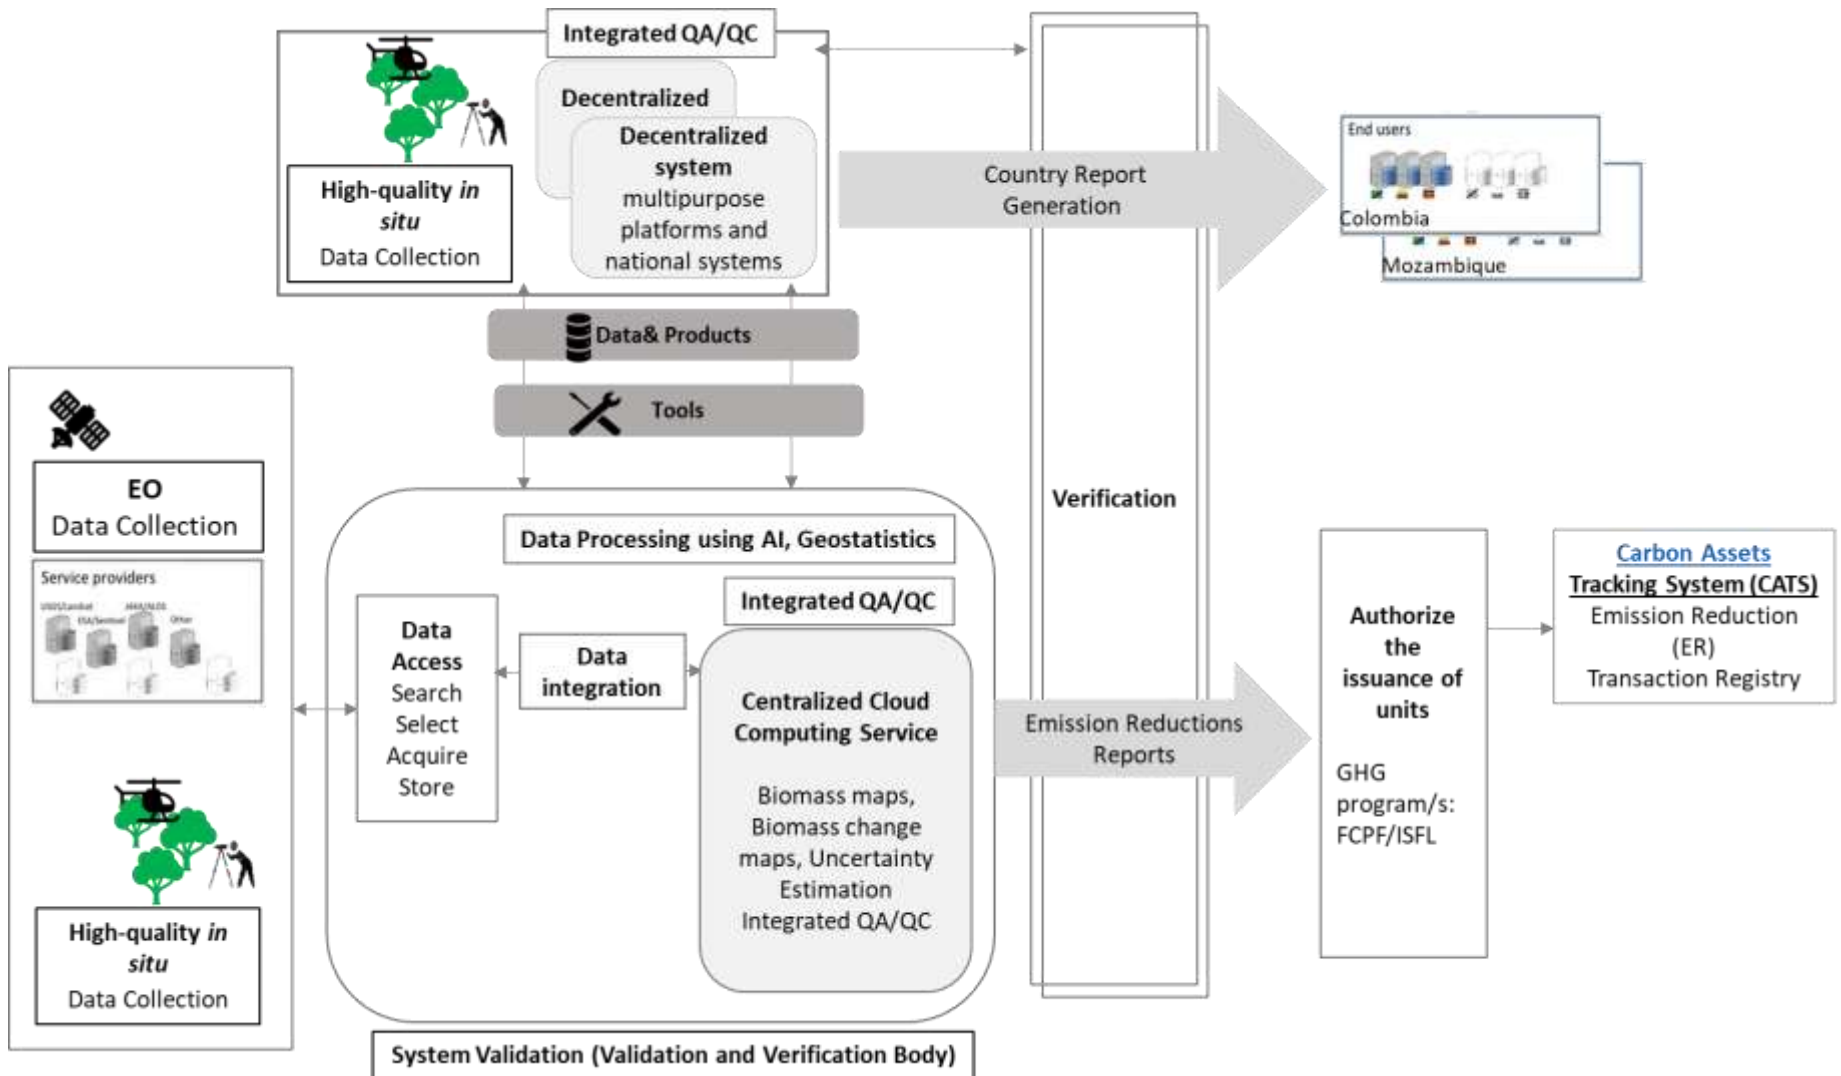 Integrated QA/QC
Decentralized
Decentralized
system
multipurpose
platforms and
national systems
High-quality in
situ
Data Collection
Country Report
Generation
End users
Colombia
Mozambique
Data& Products
Tools
EO
Data Collection
Service providers
USGS/Landsat
ESA/Sentinel
Other
High-quality in
situ
Data Collection
Data Processing using AI, Geostatistics
Integrated QA/QC
Data
Access
Search
Select
Acquire
Store
Data
integration
Centralized Cloud
Computing Service
Biomass maps,
Biomass change
maps, Uncertainty
Estimation
Integrated QA/QC
System Validation (Validation and Verification Body)
Verification
Emission Reductions
Reports
Authorize
the
issuance of
units
GHG
program/s:
FCPF/ISFL
Carbon Assets
Tracking System (CATS)
Emission Reduction
(ER)
Transaction Registry